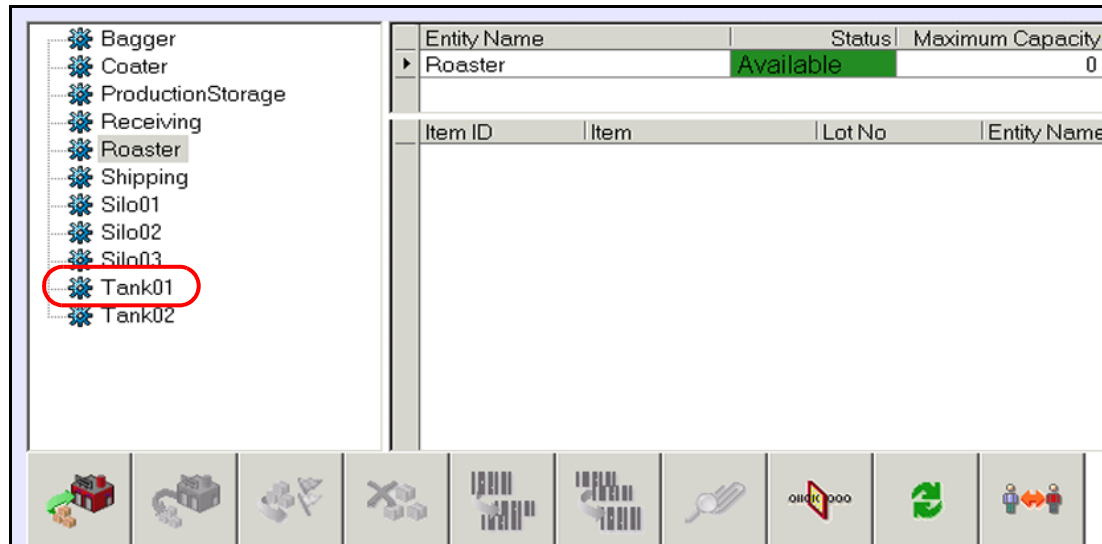 Bagger
Coater
ProductionStorage
Receiving
Roaster
Shipping
Silo01
Silo02
Silo03
Tank01
Tank02
Entity Name Status Maximum Capacity
Roaster Available 0
Item ID Item Lot No Entity Name